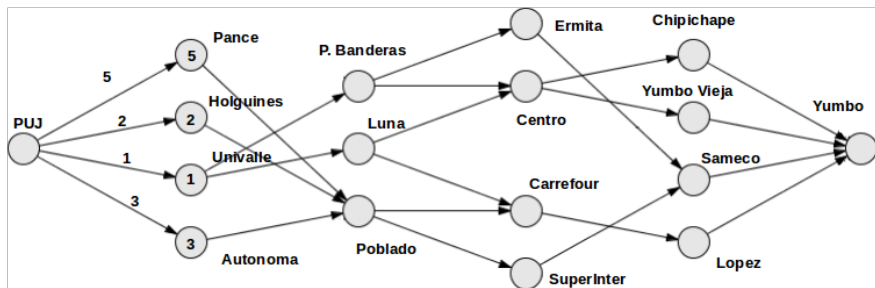 PUJ
5
2
1
3
Pance
5
Holguines
2
Univalle
1
Autonoma
3
P. Banderas
Luna
Poblado
Ermita
Centro
Carrefour
SuperInter
Chipichape
Yumbo Vieja
Sameco
Lopez
Yumbo